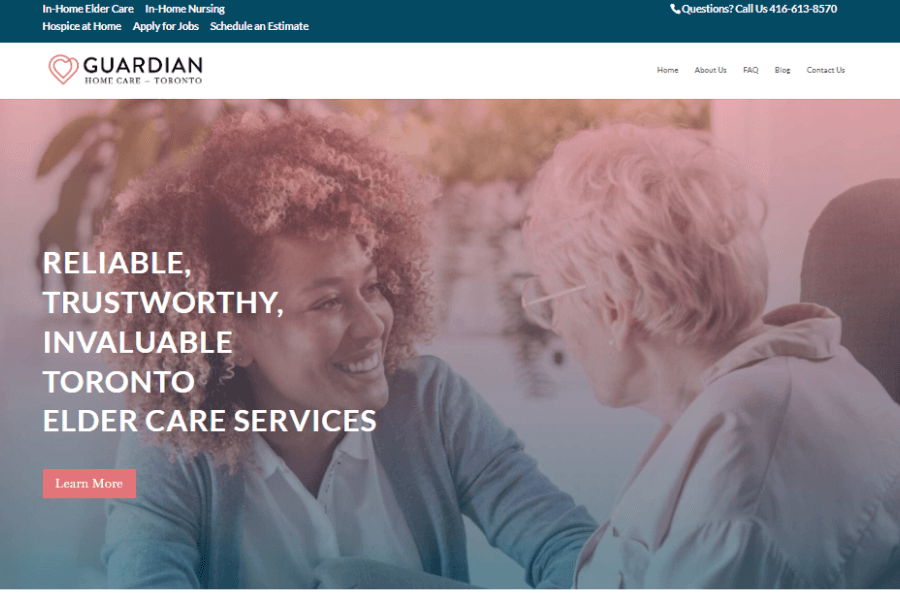 In-Home Elder Care In-Home Nursing
Questions? Call Us 416-613-8570
Hospice at Home Apply for Jobs Schedule an Estimate
GUARDIAN
HOME CARE – TORONTO
Home About Us FAQ Blog Contact Us
RELIABLE,
TRUSTWORTHY,
INVALUABLE
TORONTO
ELDER CARE SERVICES
Learn More